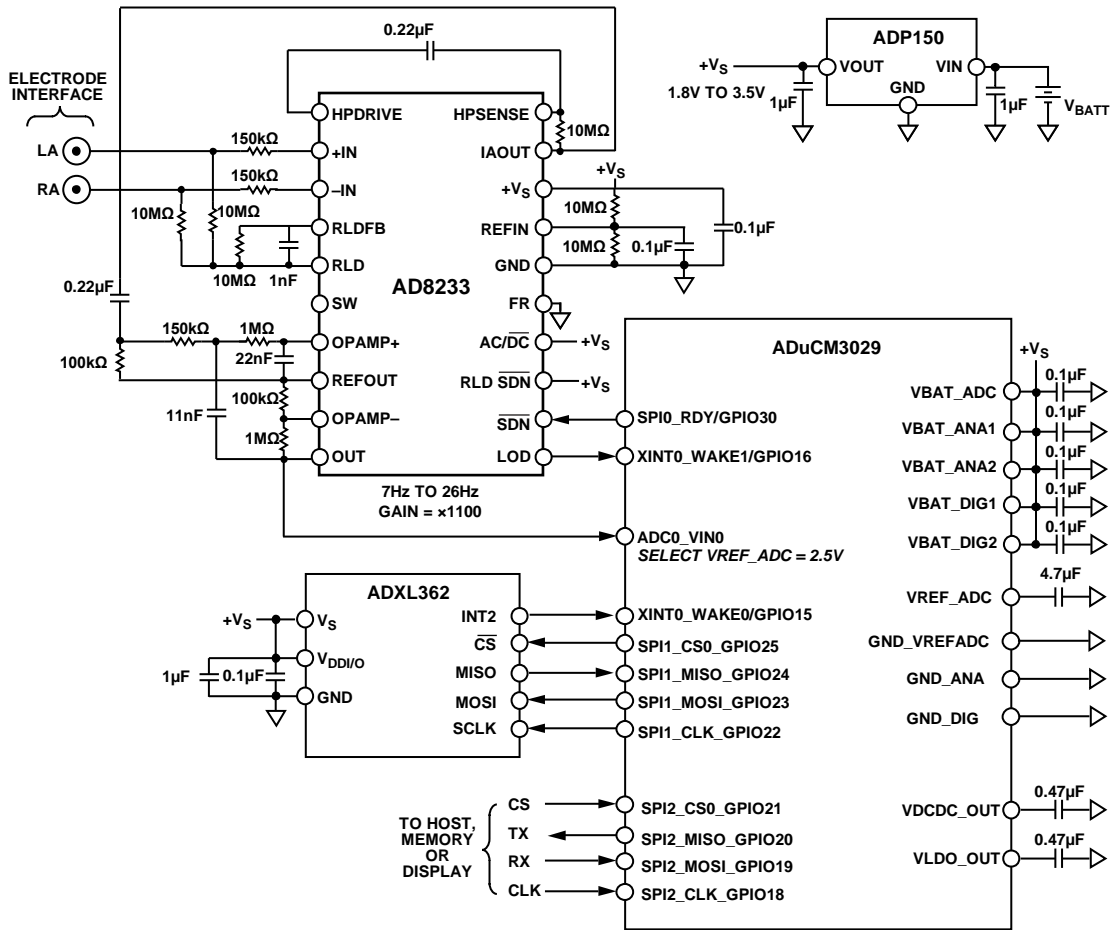 0.22µF
0.22µF
ELECTRODE
INTERFACE
LA
RA
150kΩ
150kΩ
10MΩ
10MΩ
10MΩ
1nF
0.22µF
150kΩ
1MΩ
100kΩ
22nF
100kΩ
11nF
1MΩ
HPDRIVE
+IN
–IN
RLDFB
RLD
SW
OPAMP+
REFOUT
OPAMP–
OUT
AD8233
HPSENSE
IAOUT
+VS
REFIN
GND
FR
AC/DC
RLD SDN
SDN
LOD
10MΩ
+VS
10MΩ
10MΩ
0.1µF
0.1µF
+VS
+VS
7Hz TO 26Hz
GAIN = ×1100
ADP150
VOUT
VIN
GND
+VS
1.8V TO 3.5V
1µF
1µF
VBATT
ADuCM3029
SPI0_RDY/GPIO30
XINT0_WAKE1/GPIO16
ADC0_VIN0
SELECT VREF_ADC = 2.5V
XINT0_WAKE0/GPIO15
SPI1_CS0_GPIO25
SPI1_MISO_GPIO24
SPI1_MOSI_GPIO23
SPI1_CLK_GPIO22
SPI2_CS0_GPIO21
SPI2_MISO_GPIO20
SPI2_MOSI_GPIO19
SPI2_CLK_GPIO18
VBAT_ADC
VBAT_ANA1
VBAT_ANA2
VBAT_DIG1
VBAT_DIG2
VREF_ADC
GND_VREFADC
GND_ANA
GND_DIG
VDCDC_OUT
VLDO_OUT
+VS
0.1µF
0.1µF
0.1µF
0.1µF
0.1µF
4.7µF
0.47µF
0.47µF
ADXL362
+VS
VS
VDDI/O
GND
1µF
0.1µF
INT2
CS
MISO
MOSI
SCLK
TO HOST,
MEMORY
OR
DISPLAY
CS
TX
RX
CLK